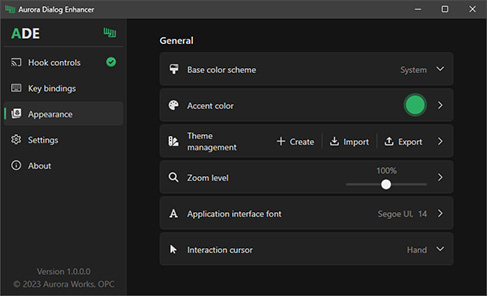 Aurora Dialog Enhancer
ADE
Hook controls
Key bindings
Appearance
Settings
About
Version 1.0.0.0
© 2023 Aurora Works, OPC
General
Base color scheme System
Accent color
Theme
management
Create Import Export
100%
Zoom level
Application interface font Segoe UI, 14
Interaction cursor Hand